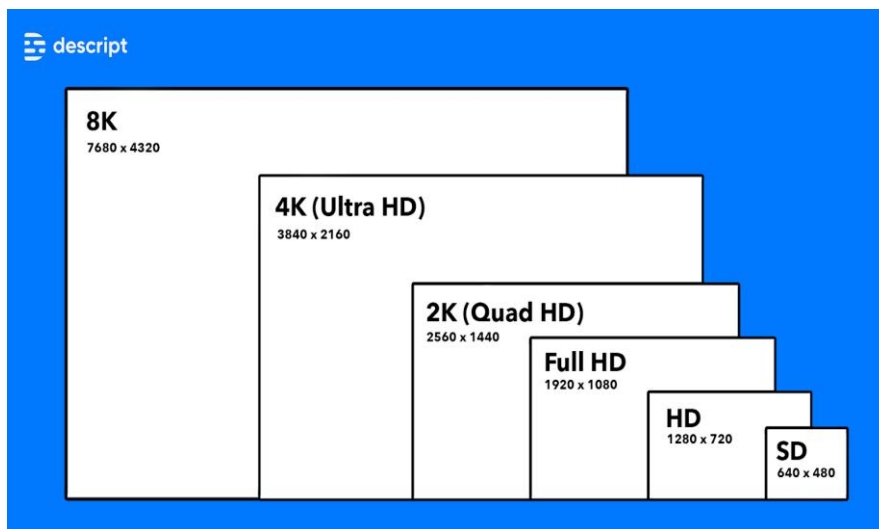 descript
8K
7680 x 4320
4K (Ultra HD)
3840 x 2160
2K (Quad HD)
2560 x 1440
Full HD
1920 x 1080
HD
1280 x 720
SD
640 x 480